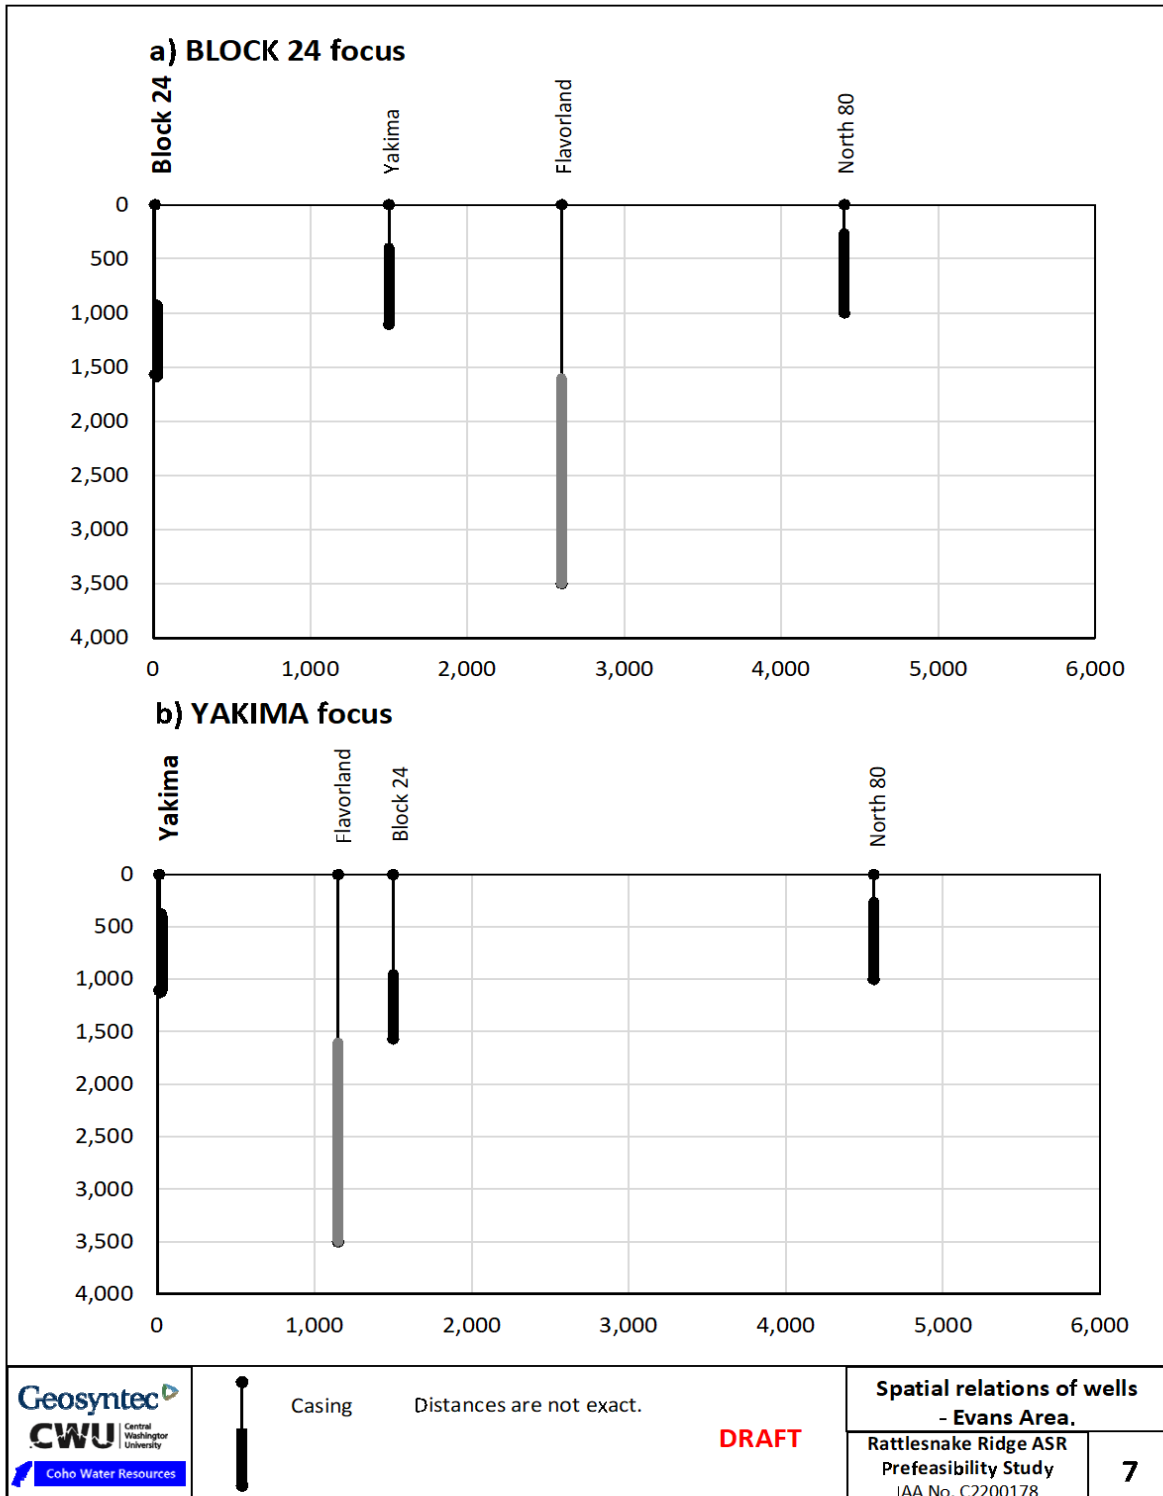 a) BLOCK 24 focus
Block 24
Yakima
Flavorland
North 80
0
500
1,000
1,500
2,000
2,500
3,000
3,500
4,000
0 1,000 2,000 3,000 4,000 5,000 6,000
b) YAKIMA focus
Yakima
Flavorland
Block 24
North 80
0
500
1,000
1,500
2,000
2,500
3,000
3,500
4,000
0 1,000 2,000 3,000 4,000 5,000 6,000
Geosyntec
CWU
Central
Washington
University
Coho Water Resources
Casing
Distances are not exact.
DRAFT
Spatial relations of wells
- Evans Area.
Rattlesnake Ridge ASR
Prefeasibility Study
IAA No. C2200178
7